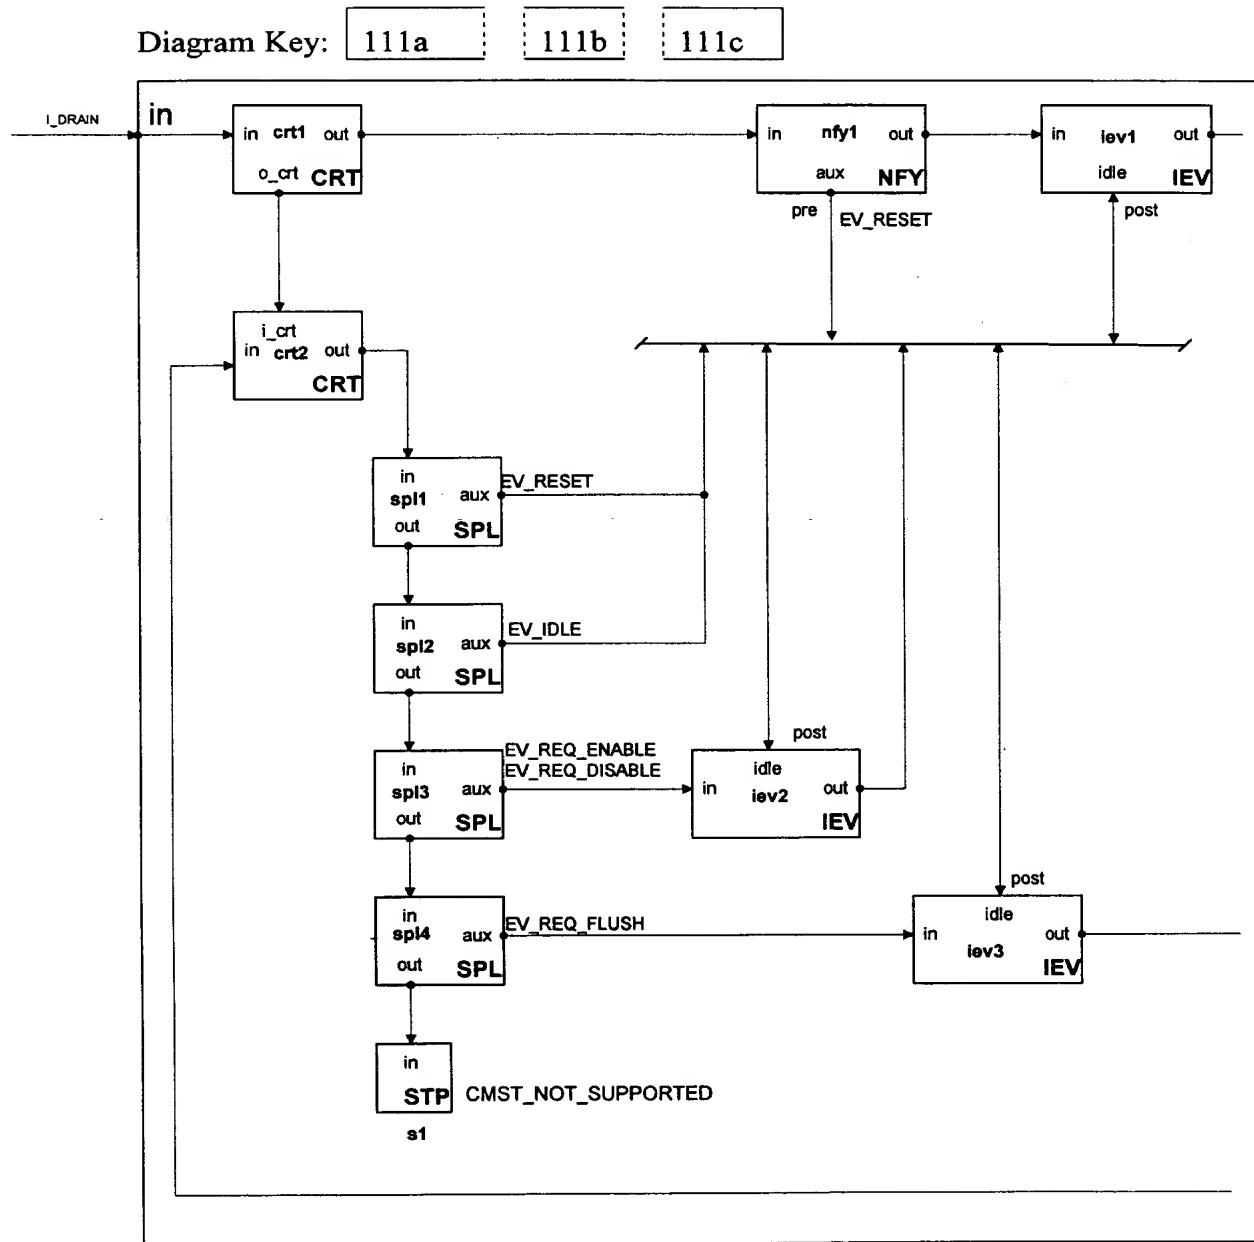 Diagram Key: 111a 111b 111c
I_DRAIN
in
in crt1 out
o_crt CRT
in nfy1 out
aux NFY
pre
EV_RESET
in iev1 out
idle IEV
post
i_crt
in crt2 out
CRT
in
spl1 aux
out SPL
EV_RESET
in
spl2 aux
out SPL
EV_IDLE
in
spl3 aux
out SPL
EV_REQ_ENABLE
EV_REQ_DISABLE
post
idle
in iev2 out
IEV
in
spl4 aux
out SPL
EV_REQ_FLUSH
post
idle
in iev3 out
IEV
in
STP CMST_NOT_SUPPORTED
s1